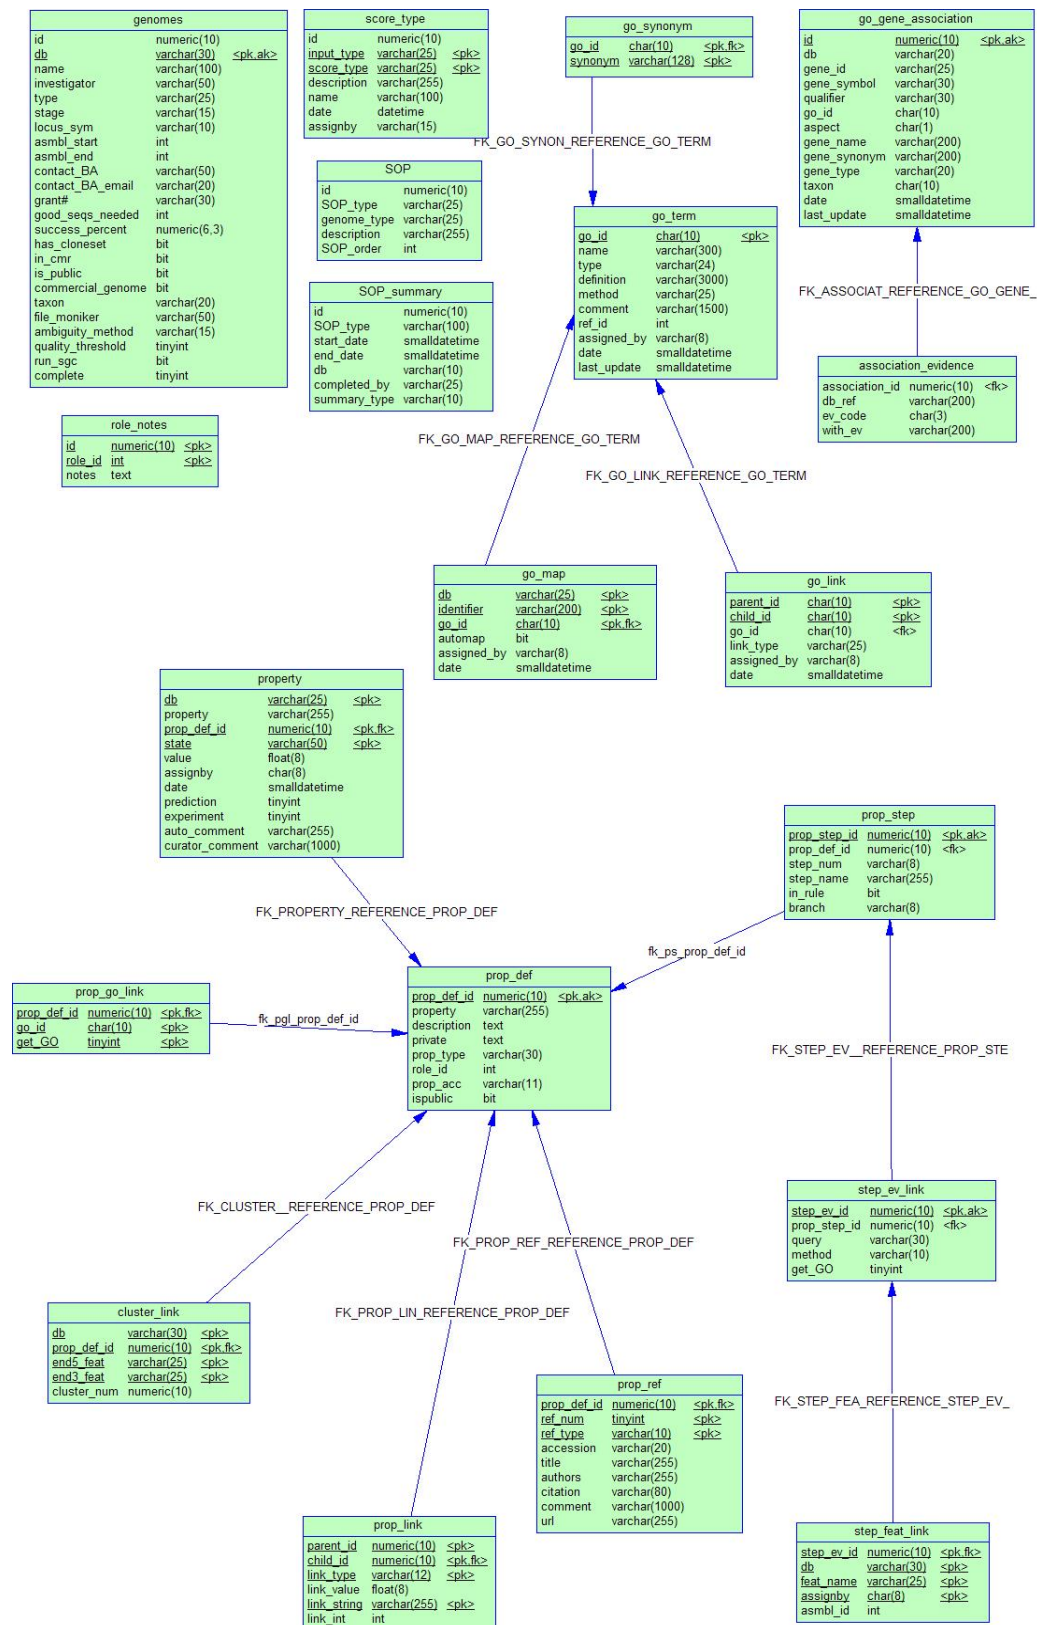 genomes
id numeric(10)
db varchar(30) <pk,ak>
name varchar(100)
investigator varchar(50)
type varchar(25)
stage varchar(15)
locus_sym varchar(10)
asmbl_start int
asmbl_end int
contact_BA varchar(50)
contact_BA_email varchar(20)
grant# varchar(30)
good_seqs_needed int
success_percent numeric(6,3)
has_cloneset bit
in_cmr bit
is_public bit
commercial_genome bit
taxon varchar(20)
file_moniker varchar(50)
ambiguity_method varchar(15)
quality_threshold tinyint
run_sgc bit
complete tinyint
score_type
id numeric(10)
input_type varchar(25) <pk>
score_type varchar(25) <pk>
description varchar(255)
name varchar(100)
date datetime
assignby varchar(15)
go_synonym
go_id char(10) <pk,fk>
synonym varchar(128) <pk>
go_gene_association
id numeric(10) <pk,ak>
db varchar(20)
gene_id varchar(25)
gene_symbol varchar(30)
qualifier varchar(30)
go_id char(10)
aspect char(1)
gene_name varchar(200)
gene_synonym varchar(200)
gene_type varchar(20)
taxon char(10)
date smalldatetime
last_update smalldatetime
FK_GO_SYNON_REFERENCE_GO_TERM
SOP
id numeric(10)
SOP_type varchar(25)
genome_type varchar(25)
description varchar(255)
SOP_order int
go_term
go_id char(10) <pk>
name varchar(300)
type varchar(24)
definition varchar(3000)
method varchar(25)
comment varchar(1500)
ref_id int
assigned_by varchar(8)
date smalldatetime
last_update smalldatetime
SOP_summary
id numeric(10)
SOP_type varchar(100)
start_date smalldatetime
end_date smalldatetime
db varchar(10)
completed_by varchar(25)
summary_type varchar(10)
FK_ASSOCIAT_REFERENCE_GO_GENE_
association_evidence
association_id numeric(10) <fk>
db_ref varchar(200)
ev_code char(3)
with_ev varchar(200)
role_notes
id numeric(10) <pk>
role_id int <pk>
notes text
FK_GO_MAP_REFERENCE_GO_TERM
FK_GO_LINK_REFERENCE_GO_TERM
go_map
db varchar(25) <pk>
identifier varchar(200) <pk>
go_id char(10) <pk,fk>
automap bit
assigned_by varchar(8)
date smalldatetime
go_link
parent_id char(10) <pk>
child_id char(10) <pk>
go_id char(10) <fk>
link_type varchar(25)
assigned_by varchar(8)
date smalldatetime
property
db varchar(25) <pk>
property varchar(255)
prop_def_id numeric(10) <pk,fk>
state varchar(50) <pk>
value float(8)
assignby char(8)
date smalldatetime
prediction tinyint
experiment tinyint
auto_comment varchar(255)
curator_comment varchar(1000)
prop_step
prop_step_id numeric(10) <pk,ak>
prop_def_id numeric(10) <fk>
step_num varchar(8)
step_name varchar(255)
in_rule bit
branch varchar(8)
FK_PROPERTY_REFERENCE_PROP_DEF
fk_ps_prop_def_id
prop_def
prop_def_id numeric(10) <pk,ak>
property varchar(255)
description text
private text
prop_type varchar(30)
role_id int
prop_acc varchar(11)
ispublic bit
prop_go_link
prop_def_id numeric(10) <pk,fk>
go_id char(10) <pk>
get_GO tinyint <pk>
fk_pgl_prop_def_id
FK_STEP_EV__REFERENCE_PROP_STE
step_ev_link
step_ev_id numeric(10) <pk,ak>
prop_step_id numeric(10) <fk>
query varchar(30)
method varchar(10)
get_GO tinyint
FK_CLUSTER__REFERENCE_PROP_DEF
FK_PROP_REF_REFERENCE_PROP_DEF
FK_PROP_LIN_REFERENCE_PROP_DEF
cluster_link
db varchar(30) <pk>
prop_def_id numeric(10) <pk,fk>
end5_feat varchar(25) <pk>
end3_feat varchar(25) <pk>
cluster_num numeric(10)
prop_ref
prop_def_id numeric(10) <pk,fk>
ref_num tinyint <pk>
ref_type varchar(10) <pk>
accession varchar(20)
title varchar(255)
authors varchar(255)
citation varchar(80)
comment varchar(1000)
url varchar(255)
FK_STEP_FEA_REFERENCE_STEP_EV_
prop_link
parent_id numeric(10) <pk>
child_id numeric(10) <pk,fk>
link_type varchar(12) <pk>
link_value float(8)
link_string varchar(255) <pk>
link_int int
step_feat_link
step_ev_id numeric(10) <pk,fk>
db varchar(30) <pk>
feat_name varchar(25) <pk>
assignby char(8) <pk>
asmbl_id int